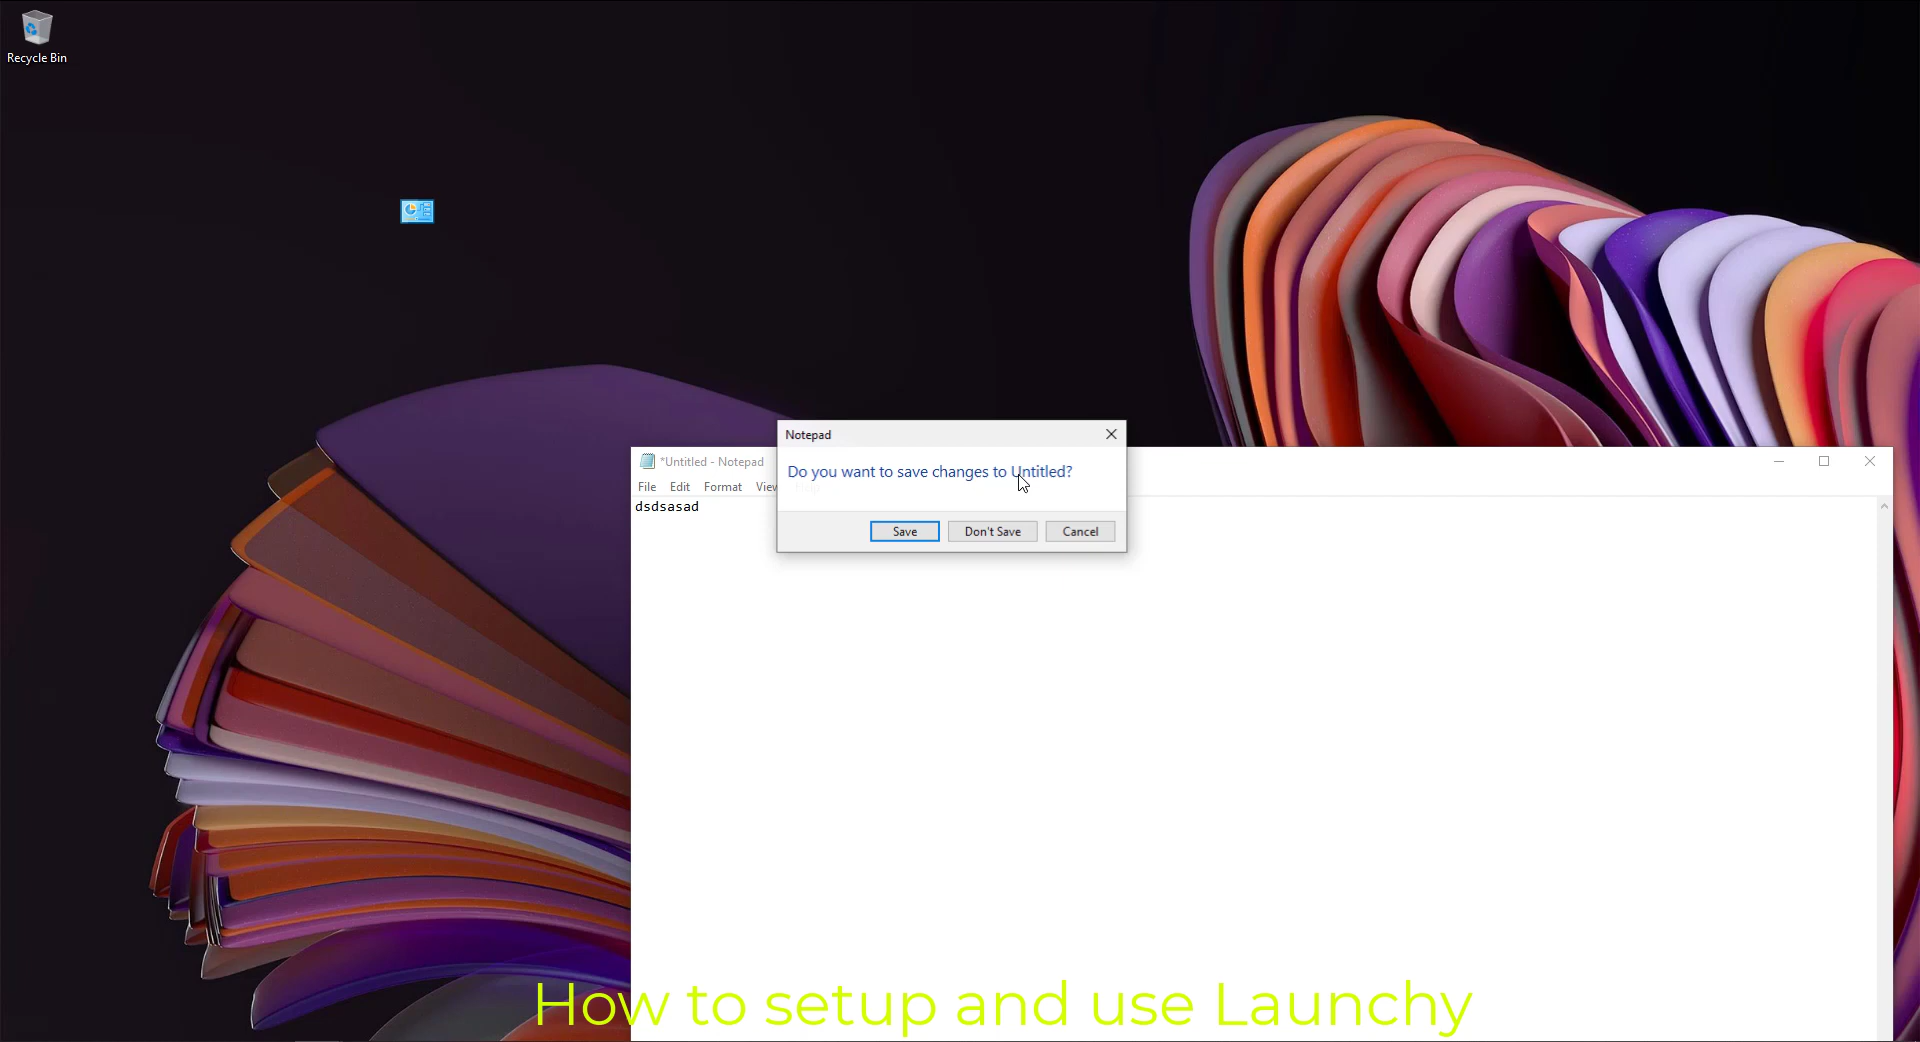 Recycle Bin
Notepad
Do you want to save changes to Untitled?
Save Don't Save Cancel
*Untitled - Notepad
File Edit Format View
dsdsasad
How to setup and use Launchy